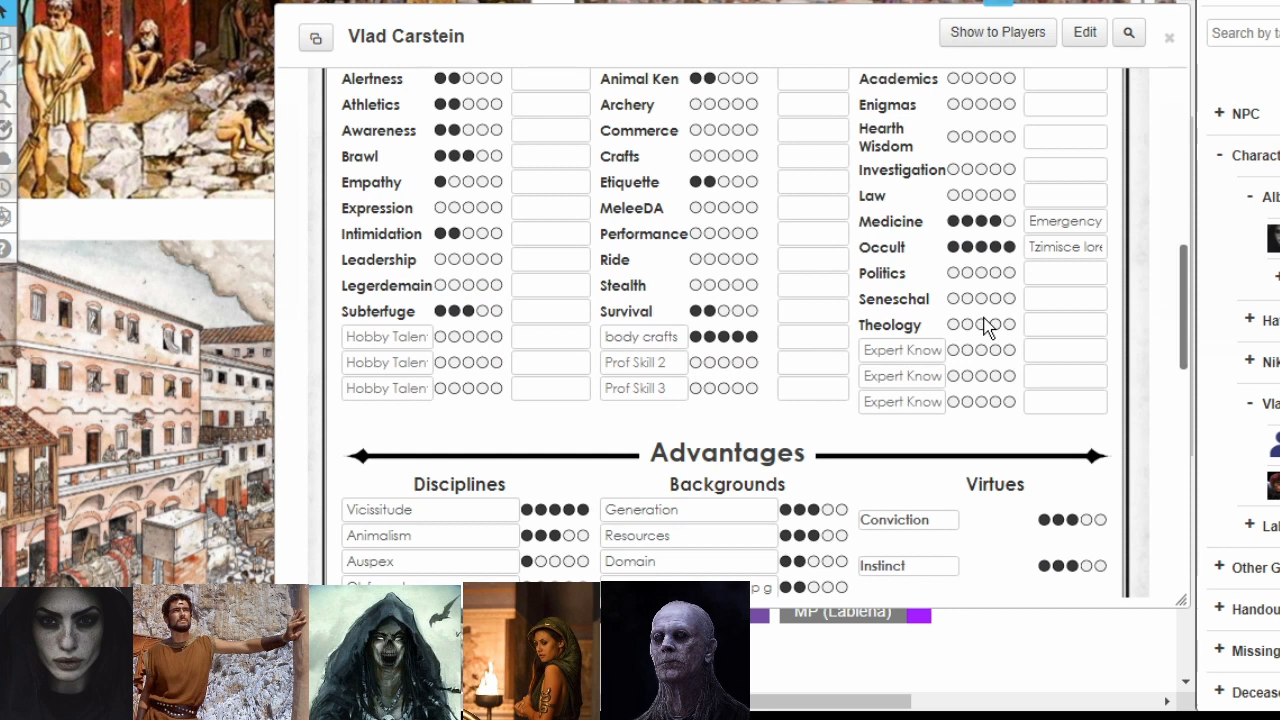 Vlad Carstein
Show to Players
Edit
Search by ta
Alertness
Animal Ken
Academics
Athletics
Archery
Enigmas
Awareness
Commerce
Hearth
Wisdom
Brawl
Crafts
Investigation
Empathy
Etiquette
Law
Expression
MeleeDA
Medicine
Emergency
Intimidation
Performance
Occult
Tzimisce lore
Leadership
Ride
Politics
Legerdemain
Stealth
Seneschal
Subterfuge
Survival
Theology
Hobby Talen
body crafts
Expert Know
Hobby Talen
Prof Skill 2
Expert Know
Hobby Talen
Prof Skill 3
Expert Know
Advantages
Disciplines
Backgrounds
Virtues
Vicissitude
Generation
Conviction
Animalism
Resources
Auspex
Domain
Instinct
p g
MP (Labiena)
+ NPC
- Charact
- Alb
+
+ Hav
+ Nik
- Vla
+ Lal
+ Other G
+ Handou
+ Missing
+ Decease